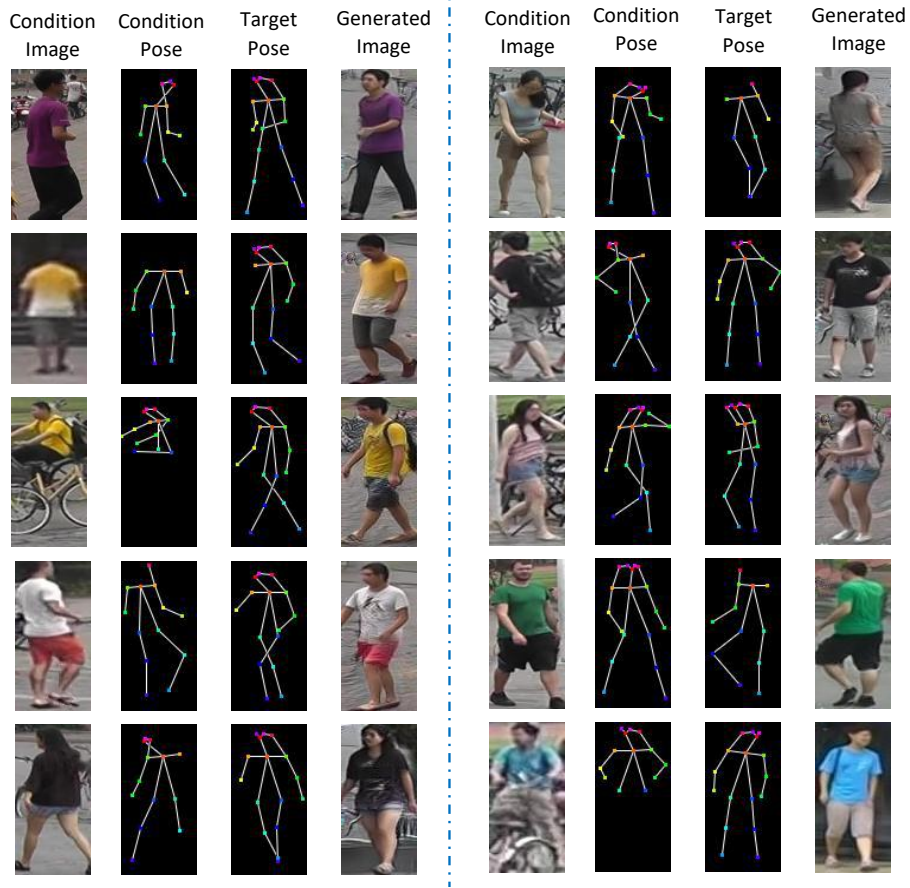 Condition Image
Condition Pose
Target Pose
Generated Image
Condition Image
Condition Pose
Target Pose
Generated Image